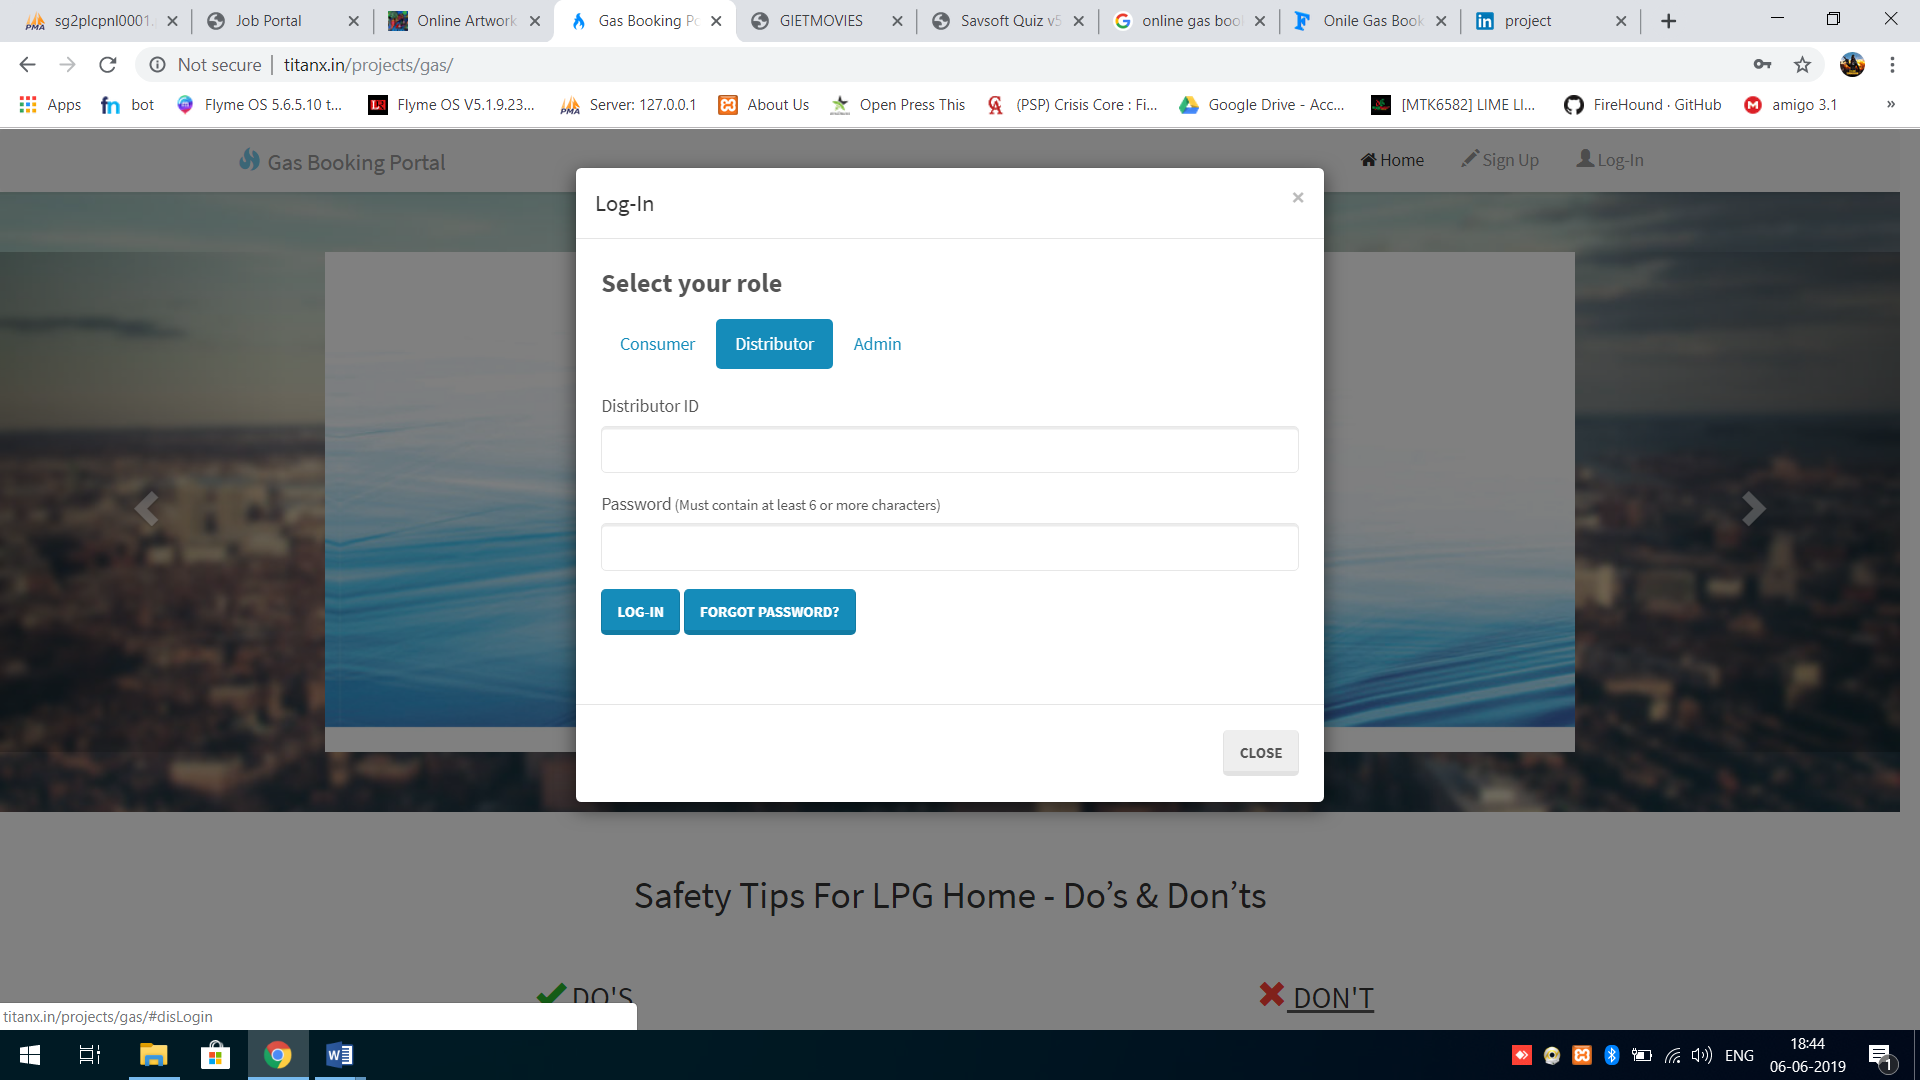 sg2plcpnl0001.
Job Portal
Online Artwork
Gas Booking Po
GIETMOVIES
Savsoft Quiz v5
online gas boo
Onile Gas Book
project
Not secure | titanx.in/projects/gas/
Apps
bot
Flyme OS 5.6.5.10 t...
Flyme OS V5.1.9.23...
Server: 127.0.0.1
About Us
Open Press This
(PSP) Crisis Core : Fi...
Google Drive - Acc...
[MTK6582] LIME LI...
FireHound · GitHub
amigo 3.1
»
Gas Booking Portal
Home
Sign Up
Log-In
Log-In
×
Select your role
Consumer
Distributor
Admin
Distributor ID
Password (Must contain at least 6 or more characters)
LOG-IN
FORGOT PASSWORD?
CLOSE
Safety Tips For LPG Home - Do’s & Don’ts
DO'S
DON'T
titanx.in/projects/gas/#disLogin
ENG
18:44
06-06-2019
1